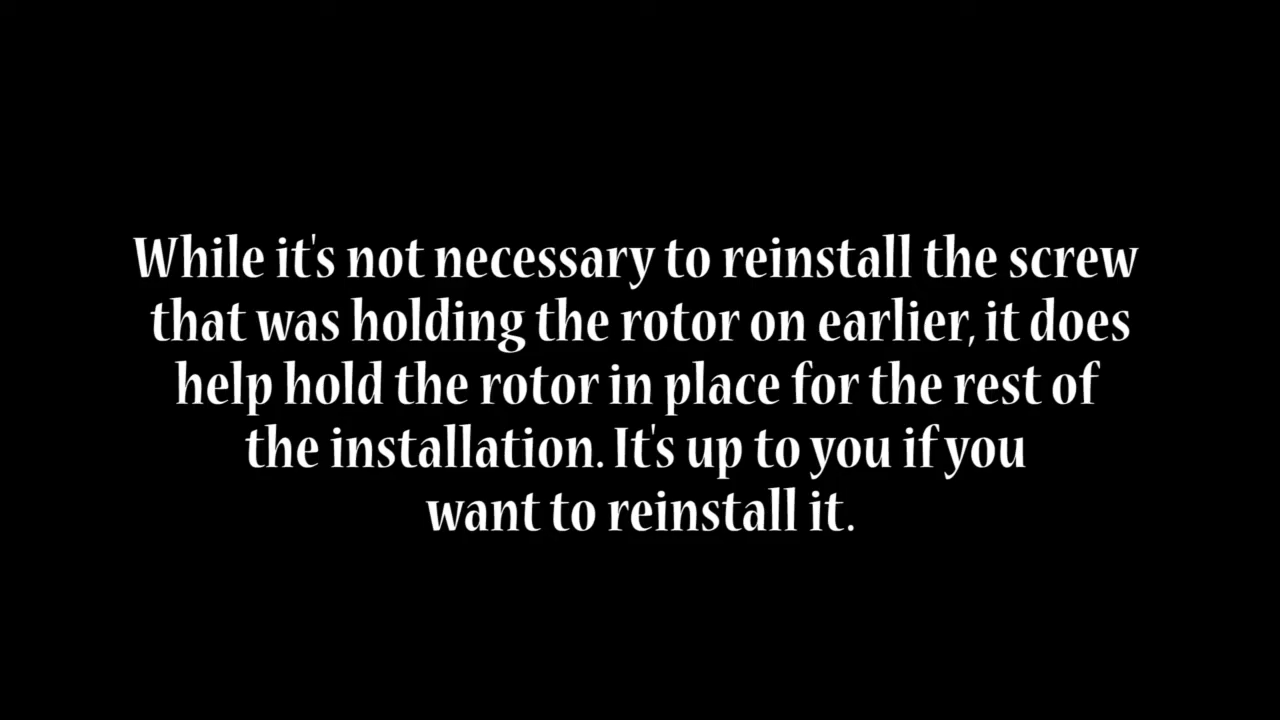 While it's not necessary to reinstall the screw
that was holding the rotor on earlier, it does
help hold the rotor in place for the rest of
the installation. It's up to you if you
want to reinstall it.